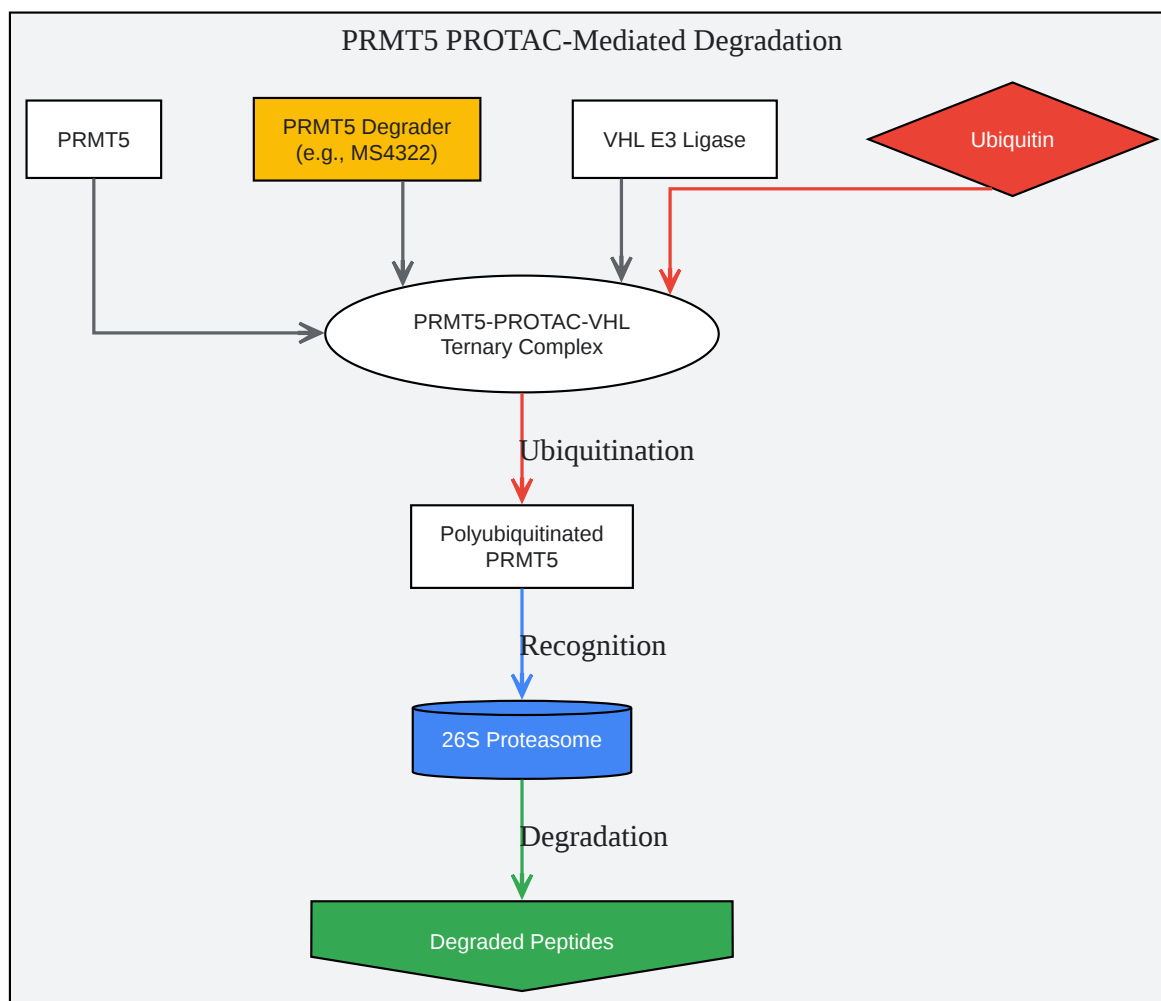 PRMT5 PROTAC-Mediated Degradation
PRMT5
PRMT5 Degrader
(e.g., MS4322)
VHL E3 Ligase
Ubiquitin
PRMT5-PROTAC-VHL
Ternary Complex
Ubiquitination
Polyubiquitinated
PRMT5
Recognition
26S Proteasome
Degradation
Degraded Peptides